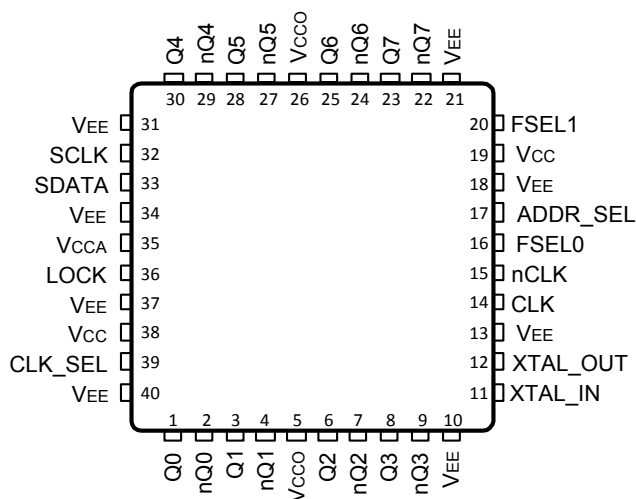 Q4 nQ4 Q5 nQ5 VCCO Q6 nQ6 Q7 nQ7 VEE
30 29 28 27 26 25 24 23 22 21
VEE 31
SCLK 32
SDATA 33
VEE 34
VCCA 35
LOCK 36
VEE 37
VCC 38
CLK_SEL 39
VEE 40
20 FSEL1
19 VCC
18 VEE
17 ADDR_SEL
16 FSEL0
15 nCLK
14 CLK
13 VEE
12 XTAL_OUT
11 XTAL_IN
1 2 3 4 5 6 7 8 9 10
Q0 nQ0 Q1 nQ1 VCCO Q2 nQ2 Q3 nQ3 VEE